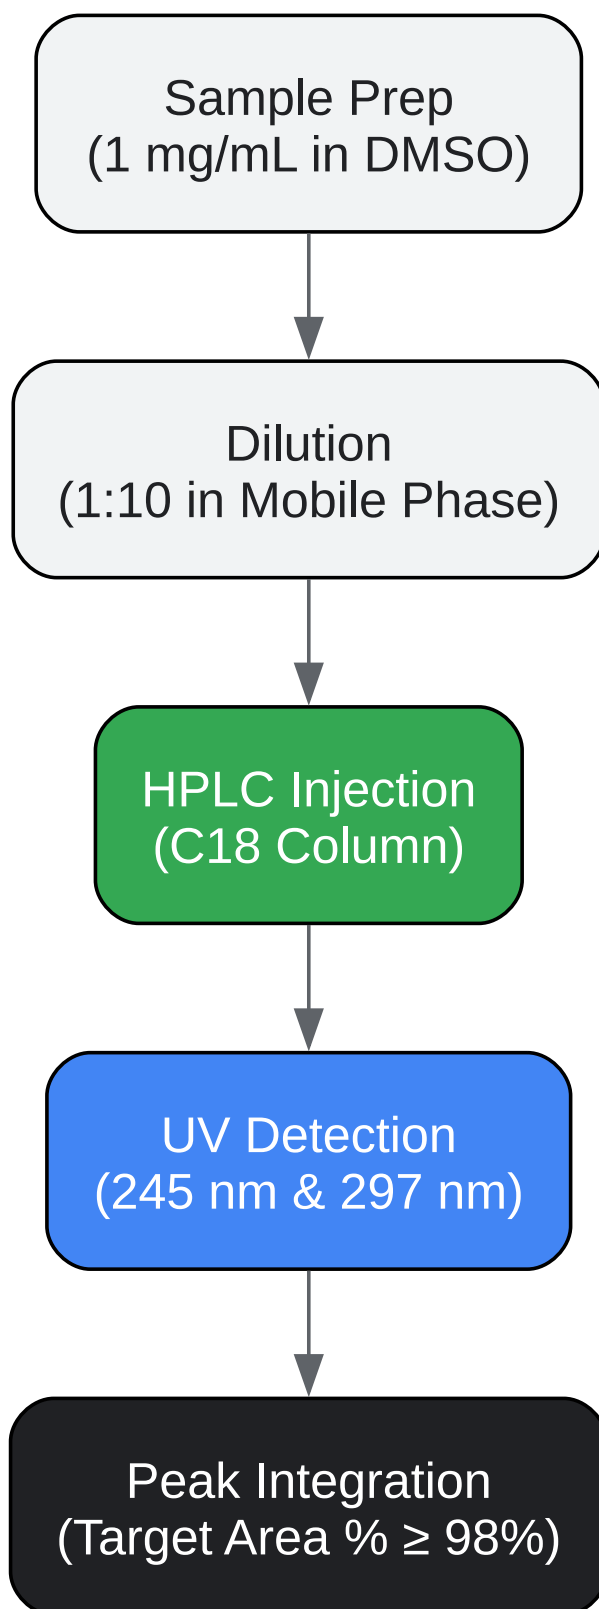 Sample Prep
(1 mg/mL in DMSO)
Dilution
(1:10 in Mobile Phase)
HPLC Injection
(C18 Column)
UV Detection
(245 nm & 297 nm)
Peak Integration
(Target Area % ≥ 98%)